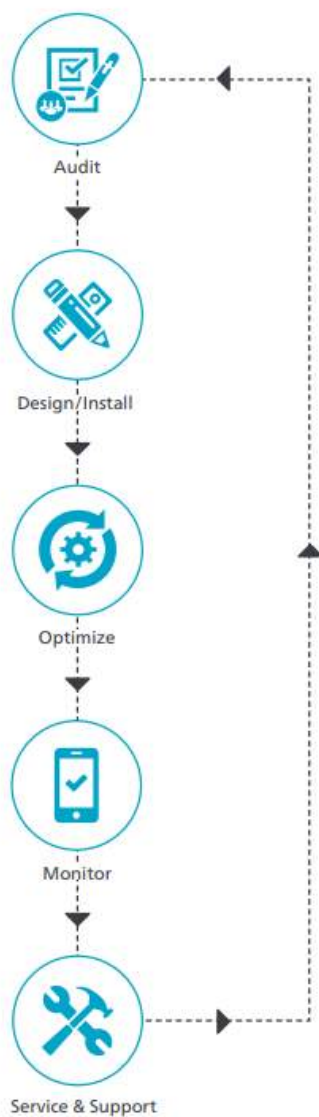 Audit
Design/Install
Optimize
Monitor
Service & Support